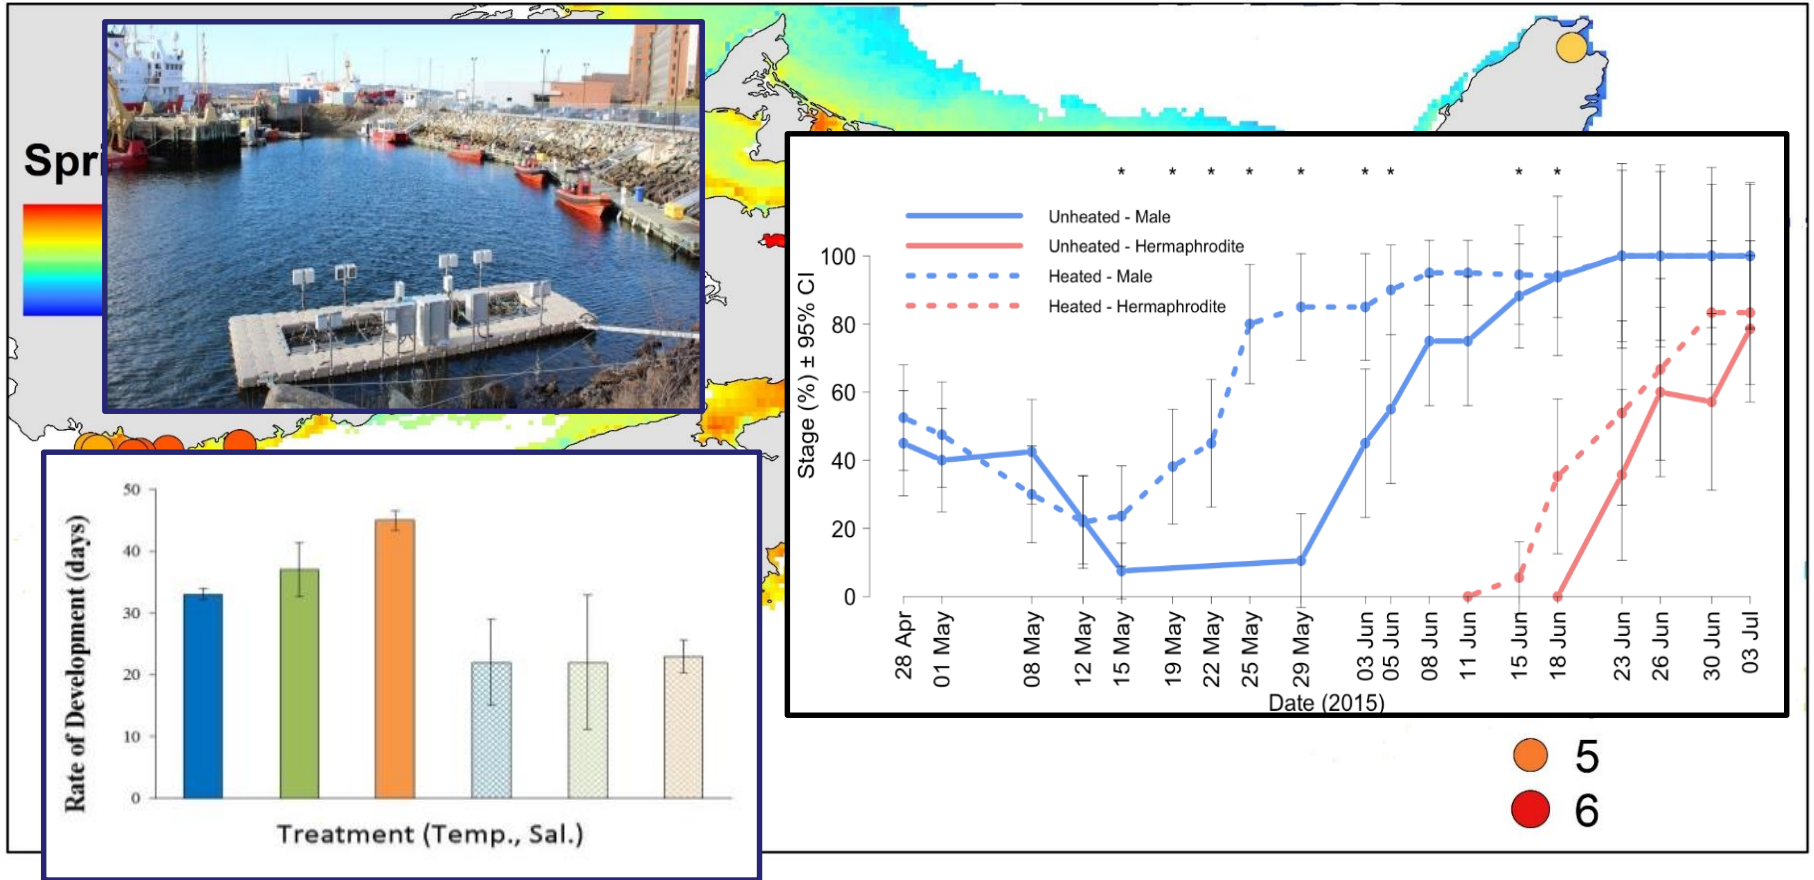 Spri
* * * * * * * * *
Unheated - Male
Unheated - Hermaphrodite
Heated - Male
Heated - Hermaphrodite
Stage (%) ± 95% CI
100
80
60
40
20
0
28 Apr
01 May
08 May
12 May
15 May
19 May
22 May
25 May
29 May
03 Jun
05 Jun
08 Jun
11 Jun
15 Jun
18 Jun
23 Jun
26 Jun
30 Jun
03 Jul
Date (2015)
Rate of Development (days)
50
40
30
20
10
0
Treatment (Temp., Sal.)
5
6